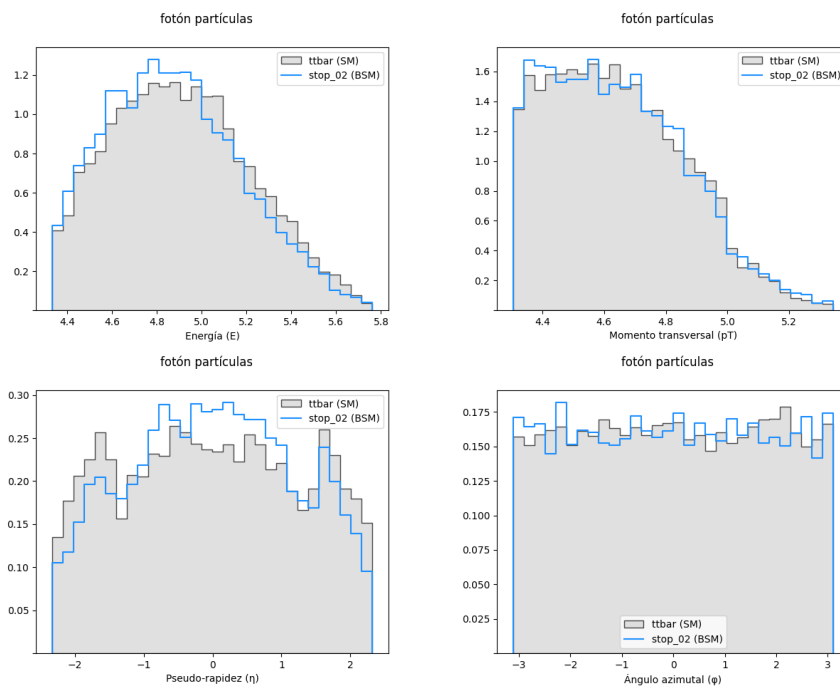 fotón partículas
ttbar (SM)
stop_02 (BSM)
1.2
1.0
0.8
0.6
0.4
0.2
4.4 4.6 4.8 5.0 5.2 5.4 5.6 5.8
Energía (E)
fotón partículas
ttbar (SM)
stop_02 (BSM)
1.6
1.4
1.2
1.0
0.8
0.6
0.4
0.2
4.4 4.6 4.8 5.0 5.2
Momento transversal (pT)
fotón partículas
ttbar (SM)
stop_02 (BSM)
0.30
0.25
0.20
0.15
0.10
0.05
−2 −1 0 1 2
Pseudo-rapidez (η)
fotón partículas
0.175
0.150
0.125
0.100
0.075
0.050
0.025
ttbar (SM)
stop_02 (BSM)
−3 −2 −1 0 1 2 3
Ángulo azimutal (φ)